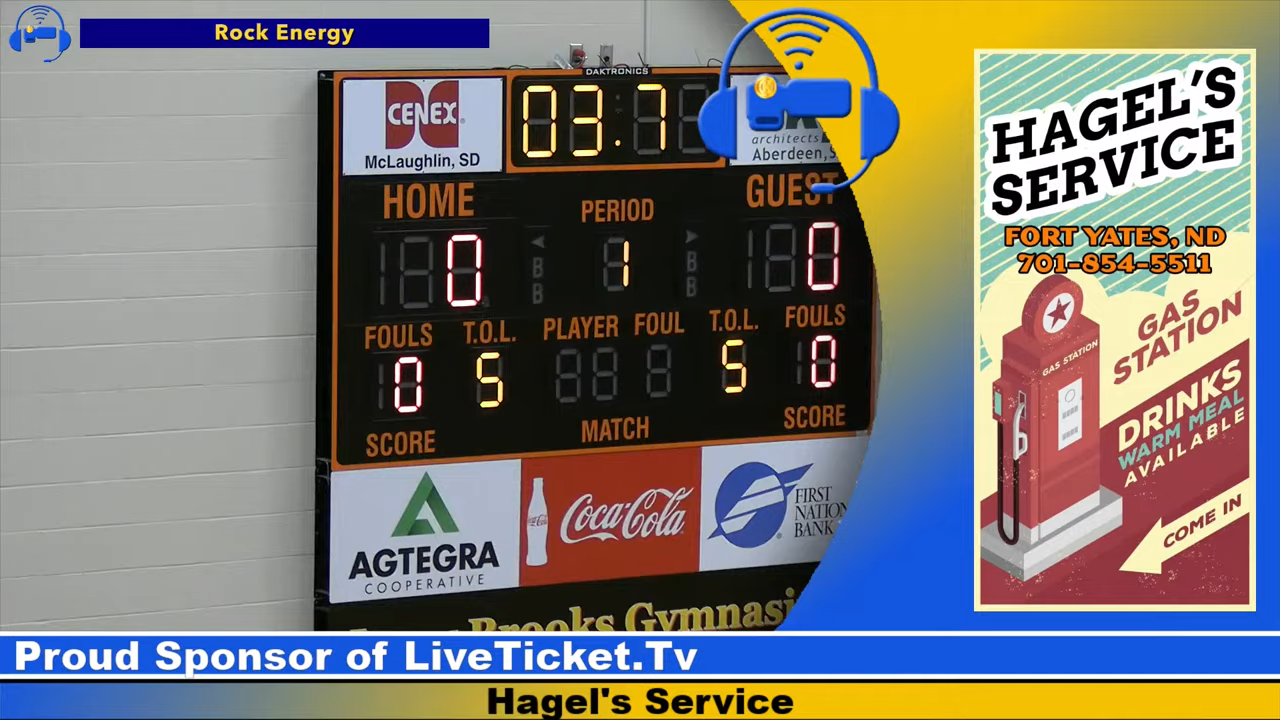 Rock Energy
DAKTRONICS
CENEX
McLaughlin, SD
03.7
architects
Aberdeen, S
HOME
PERIOD
GUEST
0
1
0
B
B
B
B
FOULS
T.O.L.
PLAYER
FOUL
T.O.L.
FOULS
0
5
5
0
SCORE
MATCH
SCORE
AGTEGRA
COOPERATIVE
Coca-Cola
FIRST
NATION
BANK
Brooks Gymnasi
HAGEL'S
SERVICE
FORT YATES, ND
701-854-5511
GAS STATION
GAS
STATION
DRINKS
WARM MEAL
AVAILABLE
COME IN
Proud Sponsor of LiveTicket.Tv
Hagel's Service